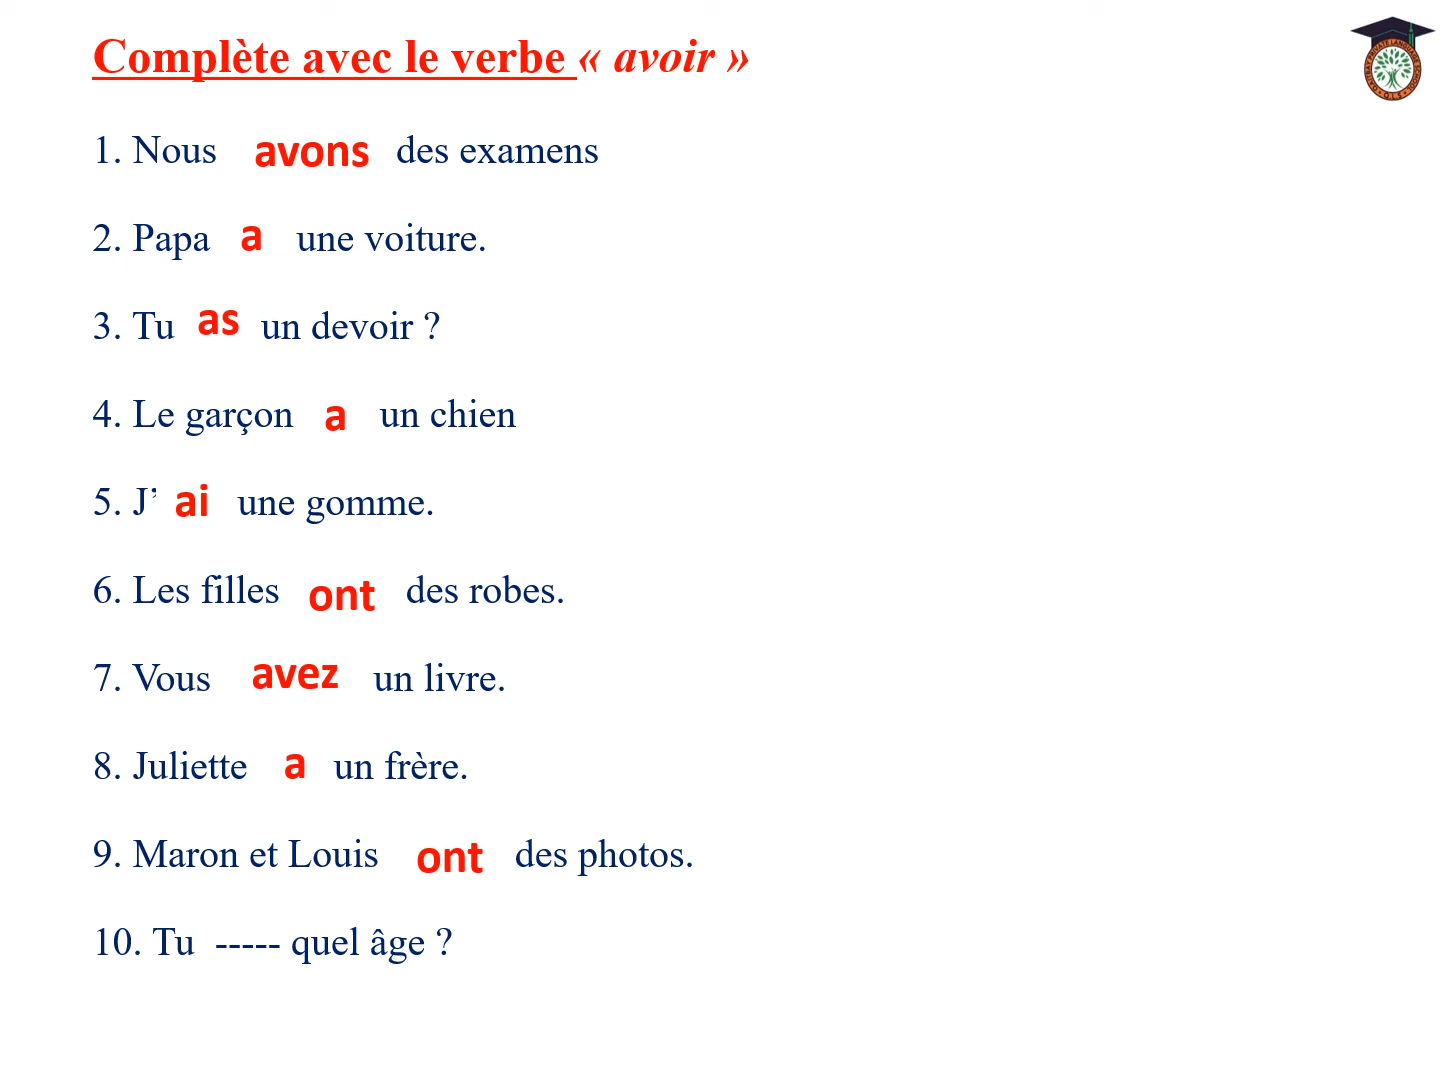 Complète avec le verbe « avoir »
1. Nous avons des examens
2. Papa a une voiture.
3. Tu as un devoir ?
4. Le garçon a un chien
5. J’ ai une gomme.
6. Les filles ont des robes.
7. Vous avez un livre.
8. Juliette a un frère.
9. Maron et Louis ont des photos.
10. Tu ----- quel âge ?